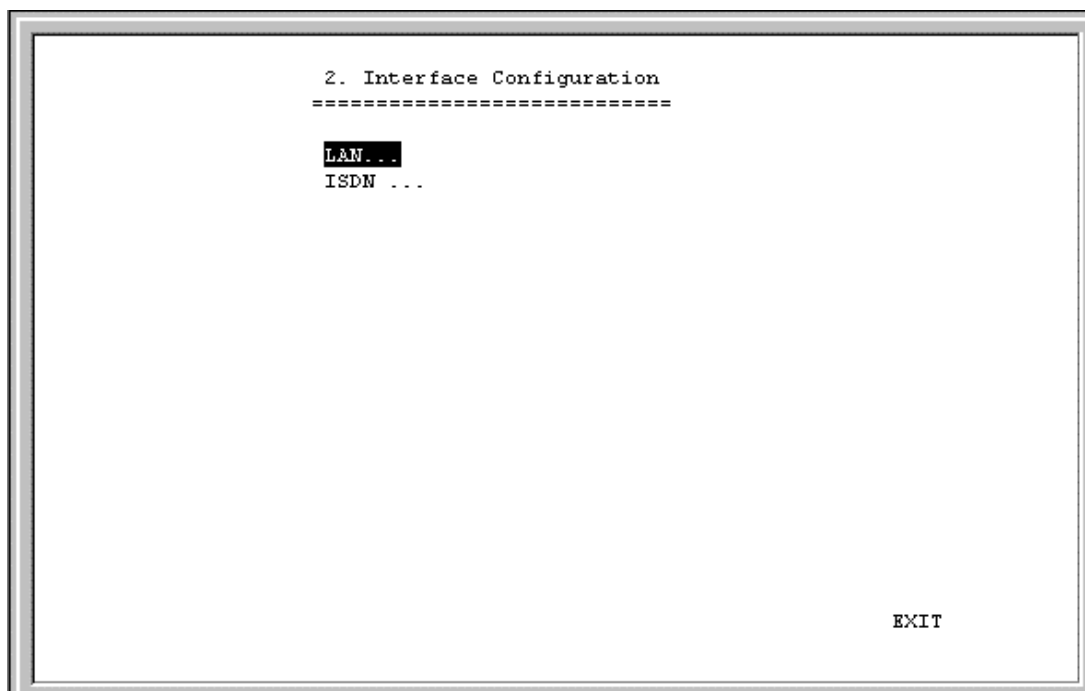 2. Interface Configuration
============================
LAN...
ISDN ...
EXIT